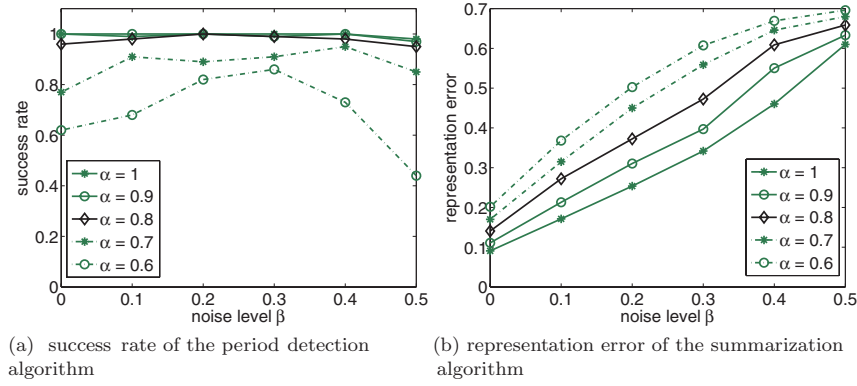 1
0.8
0.6
0.4
0.2
0
success rate
α = 1
α = 0.9
α = 0.8
α = 0.7
α = 0.6
0 0.1 0.2 0.3 0.4 0.5
noise level β
(a) success rate of the period detection
algorithm
0.7
0.6
0.5
0.4
0.3
0.2
0.1
0
representation error
α = 1
α = 0.9
α = 0.8
α = 0.7
α = 0.6
0 0.1 0.2 0.3 0.4 0.5
noise level β
(b) representation error of the summarization
algorithm